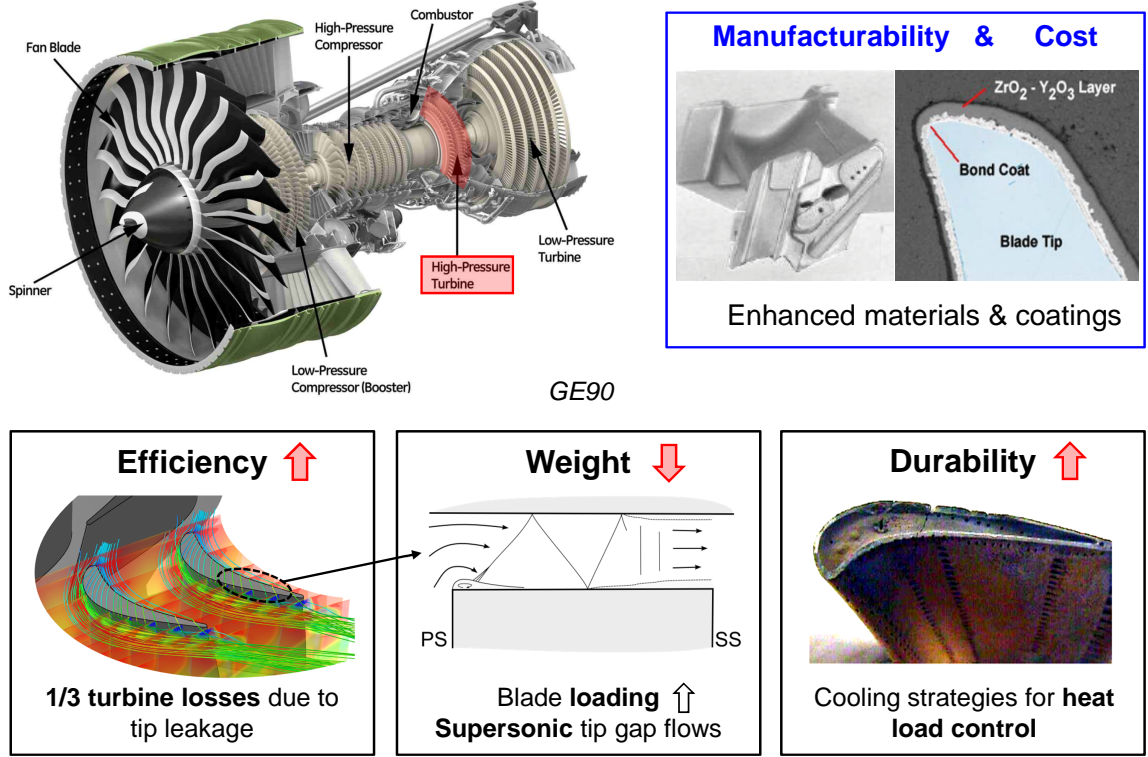 Fan Blade
High-Pressure
Compressor
Combustor
Spinner
Low-Pressure
Compressor (Booster)
High-Pressure
Turbine
Low-Pressure
Turbine
GE90
Manufacturability & Cost
ZrO2 - Y2O3 Layer
Bond Coat
Blade Tip
Enhanced materials & coatings
Efficiency
1/3 turbine losses due to
tip leakage
Weight
PS
SS
Blade loading ⇧
Supersonic tip gap flows
Durability
Cooling strategies for heat
load control